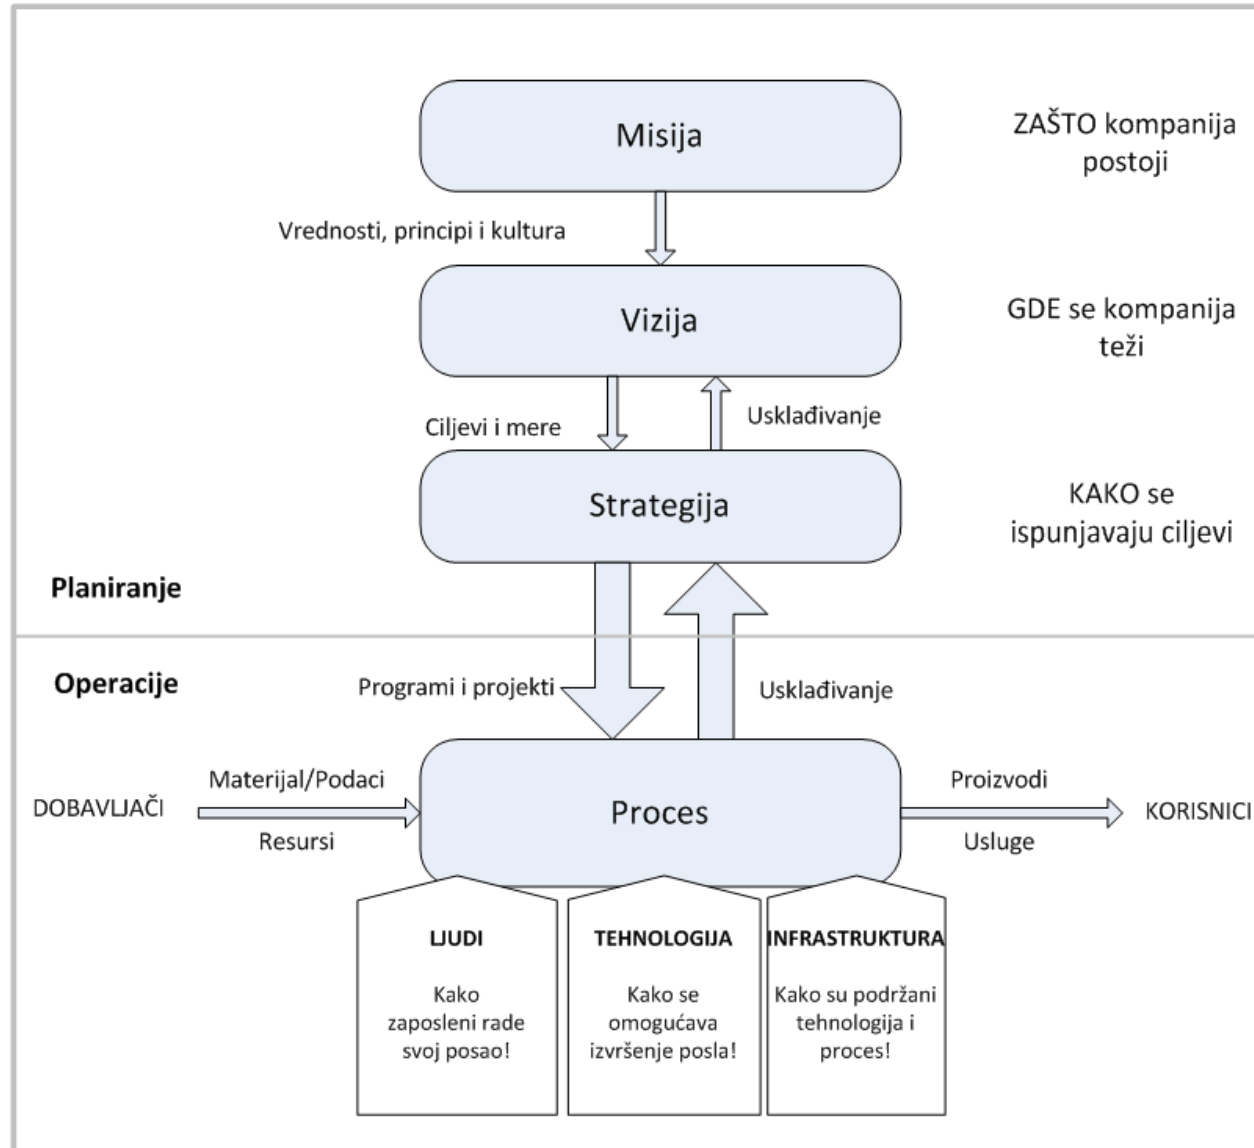 Misija
ZAŠTO kompanija
postoji
Vrednosti, principi i kultura
Vizija
GDE se kompanija
teži
Ciljevi i mere
Usklađivanje
Strategija
KAKO se
ispunjavaju ciljevi
Planiranje
Operacije
Programi i projekti
Usklađivanje
DOBAVLJAČI
Materijal/Podaci
Resursi
Proces
Proizvodi
Usluge
KORISNICI
LJUDI
Kako
zaposleni rade
svoj posao!
TEHNOLOGIJA
Kako se
omogućava
izvršenje posla!
INFRASTRUKTURA
Kako su podržani
tehnologija i
proces!